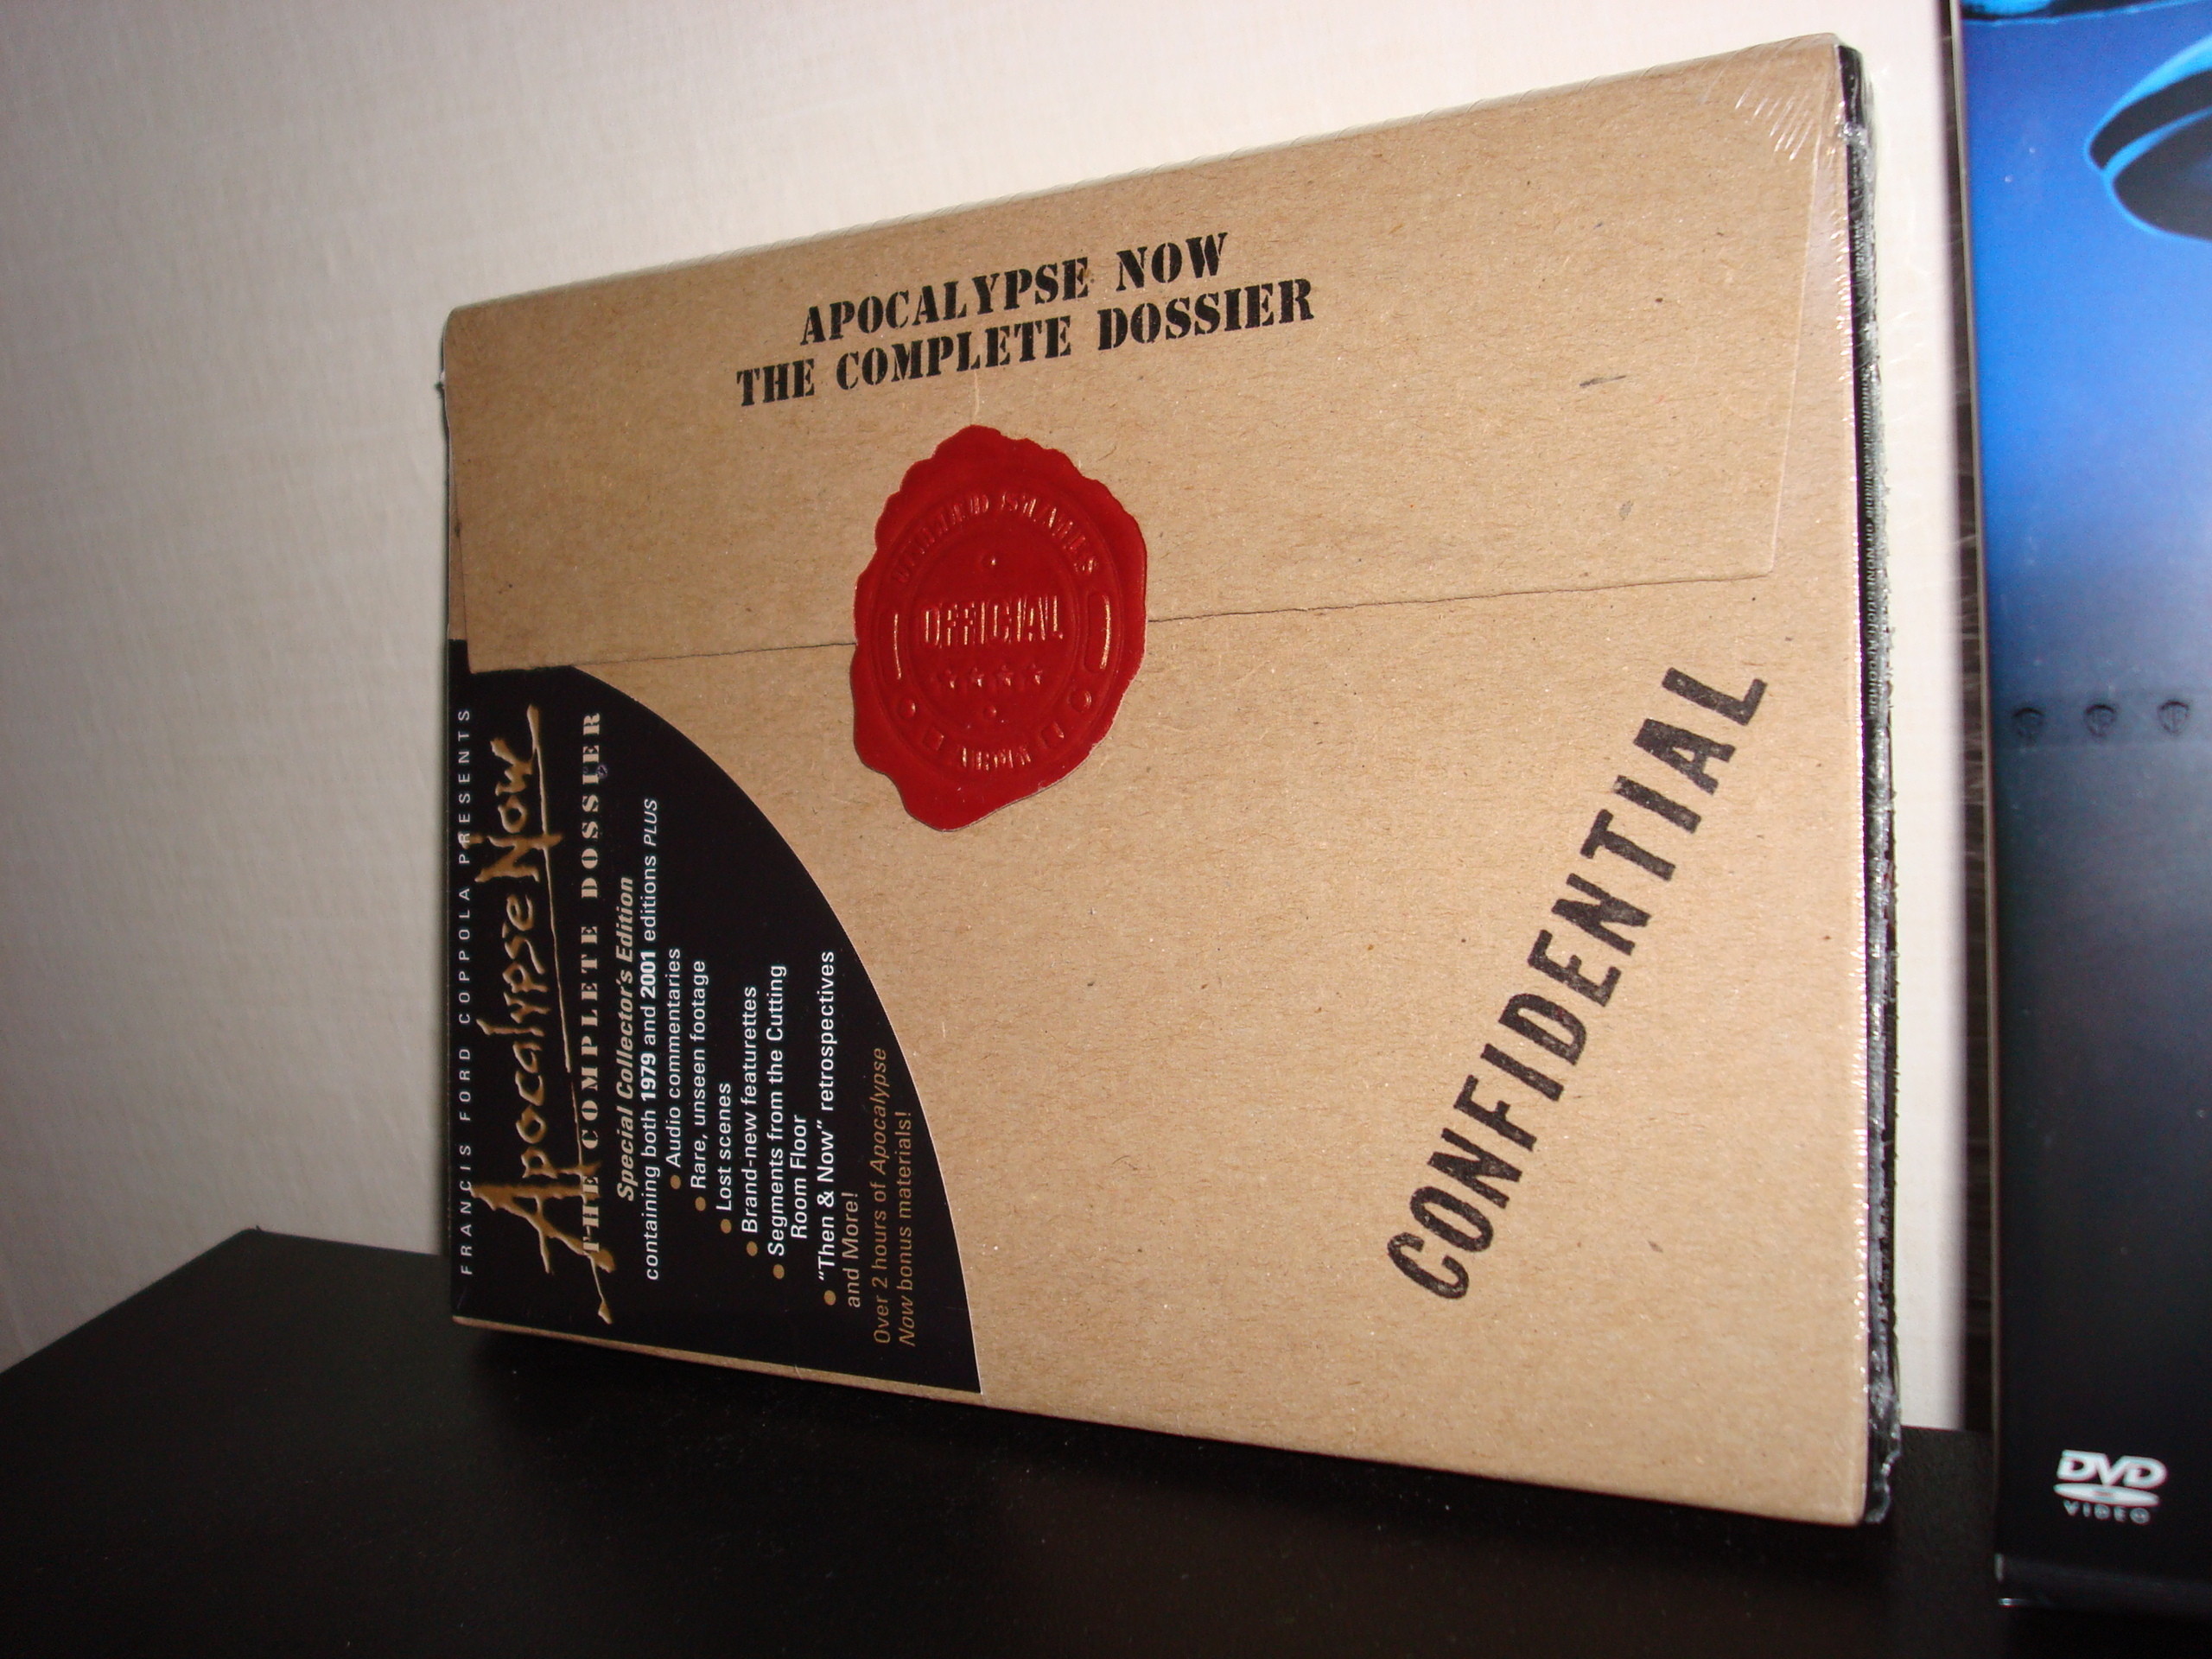 APOCALYPSE NOW
THE COMPLETE DOSSIER
UNITED STATES
OFFICIAL
ARMY
CONFIDENTIAL
FRANCIS FORD COPPOLA PRESENTS
Apocalypse Now
THE COMPLETE DOSSIER
Special Collector's Edition
containing both 1979 and 2001 editions PLUS
• Audio commentaries
• Rare, unseen footage
• Lost scenes
• Brand-new featurettes
• Segments from the Cutting
Room Floor
• "Then & Now" retrospectives
and More!
Over 2 hours of Apocalypse
Now bonus materials!
DVD
VIDEO